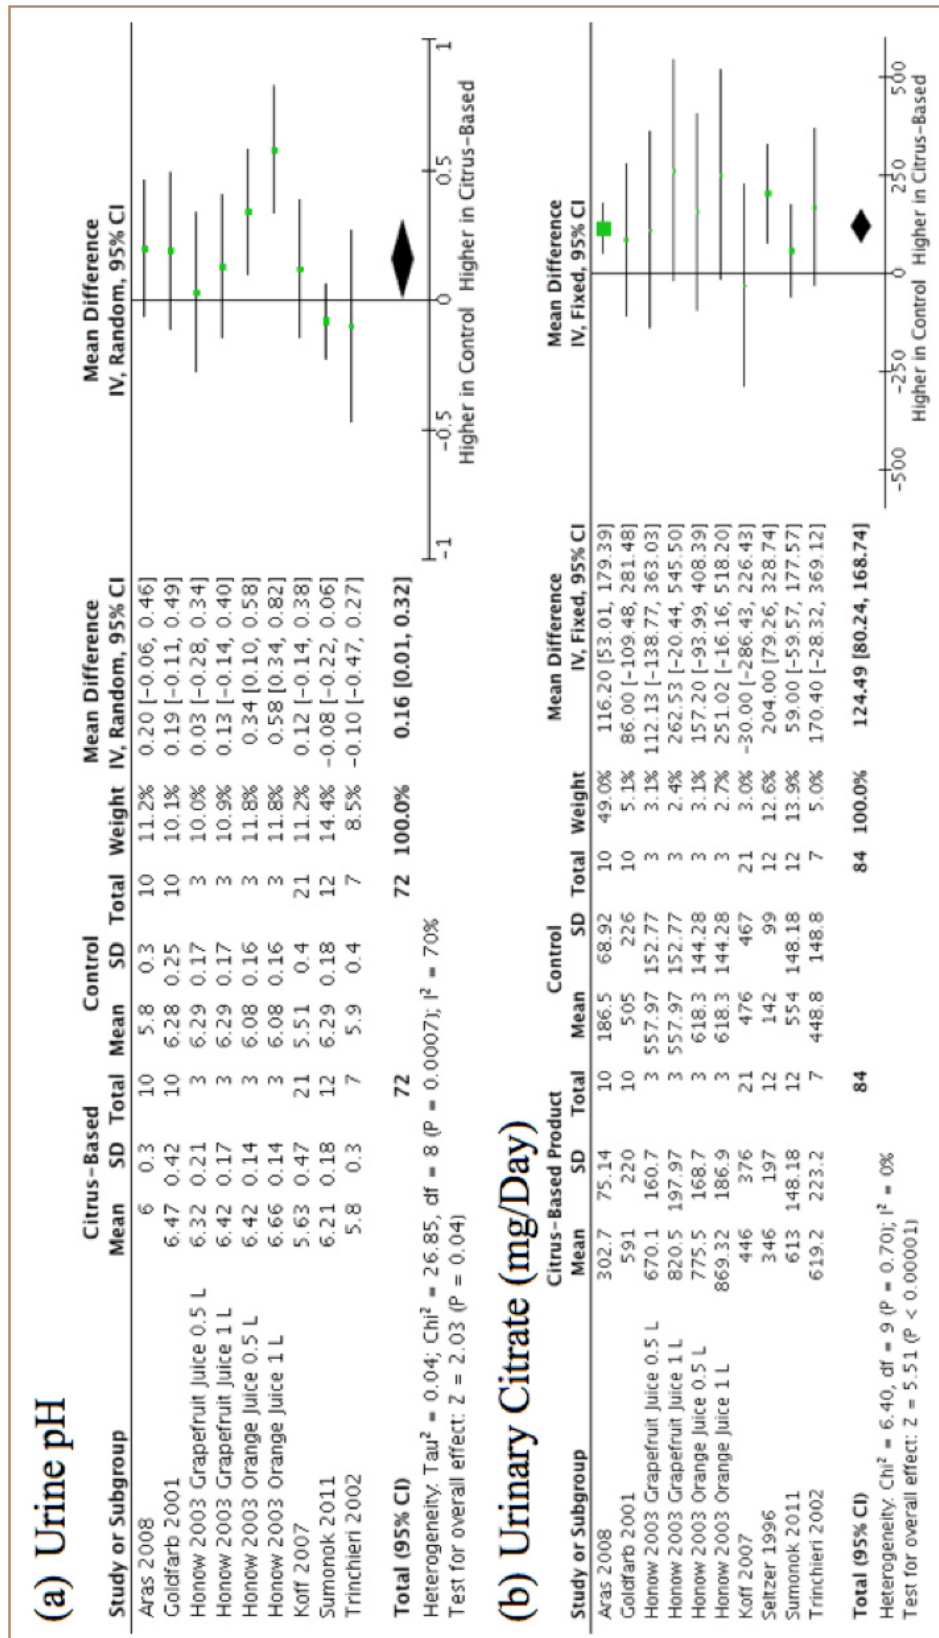 (a) Urine pH
Citrus-Based Control Mean Difference Mean Difference
Study or Subgroup Mean SD Total Mean SD Total Weight IV, Random, 95% CI IV, Random, 95% CI
Aras 2008 6 0.3 10 5.8 0.3 10 11.2% 0.20 [−0.06, 0.46]
Goldfarb 2001 6.47 0.42 10 6.28 0.25 10 10.1% 0.19 [−0.11, 0.49]
Honow 2003 Grapefruit Juice 0.5 L 6.32 0.21 3 6.29 0.17 3 10.0% 0.03 [−0.28, 0.34]
Honow 2003 Grapefruit Juice 1 L 6.42 0.17 3 6.29 0.17 3 10.9% 0.13 [−0.14, 0.40]
Honow 2003 Orange Juice 0.5 L 6.42 0.14 3 6.08 0.16 3 11.8% 0.34 [0.10, 0.58]
Honow 2003 Orange Juice 1 L 6.66 0.14 3 6.08 0.16 3 11.8% 0.58 [0.34, 0.82]
Koff 2007 5.63 0.47 21 5.51 0.4 21 11.2% 0.12 [−0.14, 0.38]
Sumonok 2011 6.21 0.18 12 6.29 0.18 12 14.4% −0.08 [−0.22, 0.06]
Trinchieri 2002 5.8 0.3 7 5.9 0.4 7 8.5% −0.10 [−0.47, 0.27]
Total (95% CI) 72 72 100.0% 0.16 [0.01, 0.32]
Heterogeneity. Tau² = 0.04; Chi² = 26.85, df = 8 (P = 0.0007); I² = 70%
Test for overall effect: Z = 2.03 (P = 0.04)
−1 −0.5 0 0.5 1
Higher in Control Higher in Citrus-Based
(b) Urinary Citrate (mg/Day)
Citrus-Based Product Control Mean Difference Mean Difference
Study or Subgroup Mean SD Total Mean SD Total Weight IV, Fixed, 95% CI IV, Fixed, 95% CI
Aras 2008 302.7 75.14 10 186.5 68.92 10 49.0% 116.20 [53.01, 179.39]
Goldfarb 2001 591 220 10 505 226 10 5.1% 86.00 [−109.48, 281.48]
Honow 2003 Grapefruit Juice 0.5 L 670.1 160.7 3 557.97 152.77 3 3.1% 112.13 [−138.77, 363.03]
Honow 2003 Grapefruit Juice 1 L 820.5 197.97 3 557.97 152.77 3 2.4% 262.53 [−20.44, 545.50]
Honow 2003 Orange Juice 0.5 L 775.5 168.7 3 618.3 144.28 3 3.1% 157.20 [−93.99, 408.39]
Honow 2003 Orange Juice 1 L 869.32 186.9 3 618.3 144.28 3 2.7% 251.02 [−16.16, 518.20]
Koff 2007 446 376 21 476 467 21 3.0% −30.00 [−286.43, 226.43]
Seltzer 1996 346 197 12 142 99 12 12.6% 204.00 [79.26, 328.74]
Sumonok 2011 613 148.18 12 554 148.18 12 13.9% 59.00 [−59.57, 177.57]
Trinchieri 2002 619.2 223.2 7 448.8 148.8 7 5.0% 170.40 [−28.32, 369.12]
Total (95% CI) 84 84 100.0% 124.49 [80.24, 168.74]
Heterogeneity. Chi² = 6.40, df = 9 (P = 0.70); I² = 0%
Test for overall effect: Z = 5.51 (P < 0.00001)
−500 −250 0 250 500
Higher in Control Higher in Citrus-Based